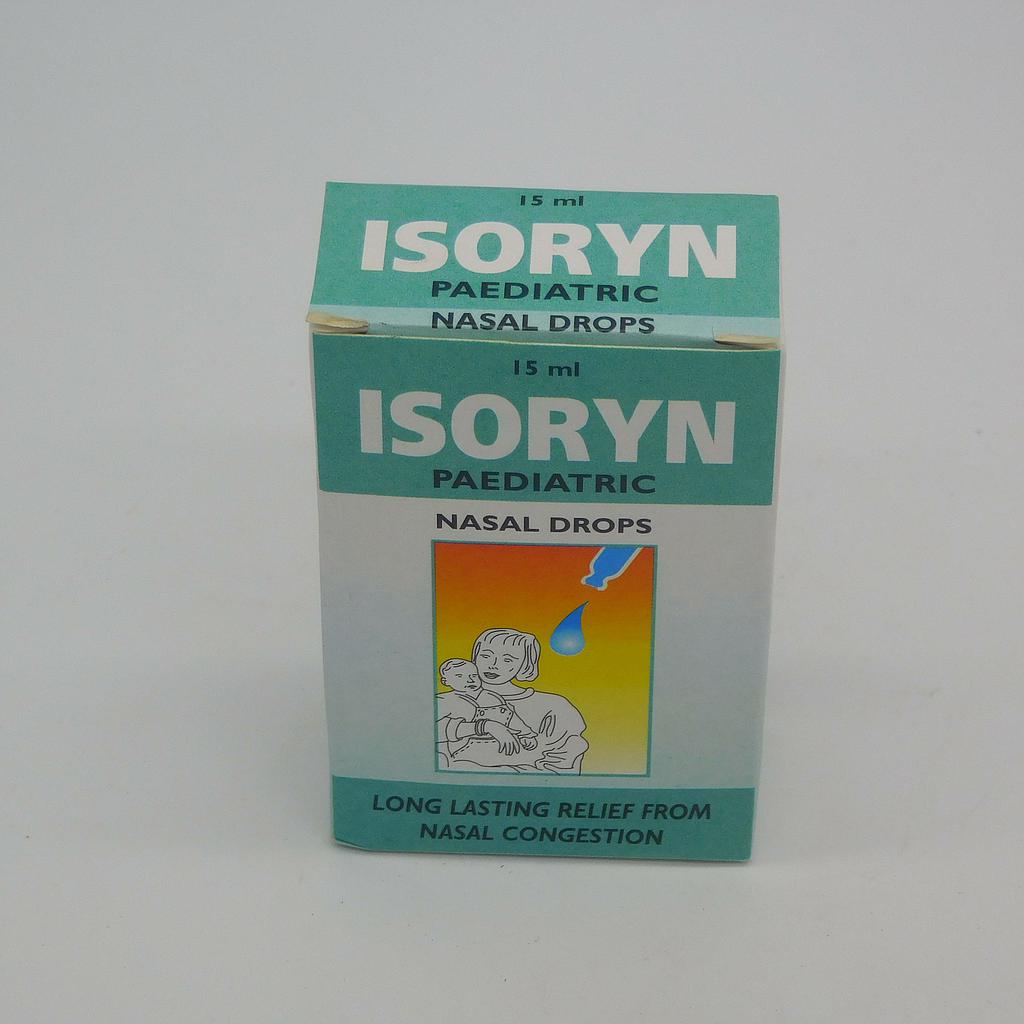 15 ml
ISORYN
PAEDIATRIC
NASAL DROPS
15 ml
ISORYN
PAEDIATRIC
NASAL DROPS
LONG LASTING RELIEF FROM
NASAL CONGESTION